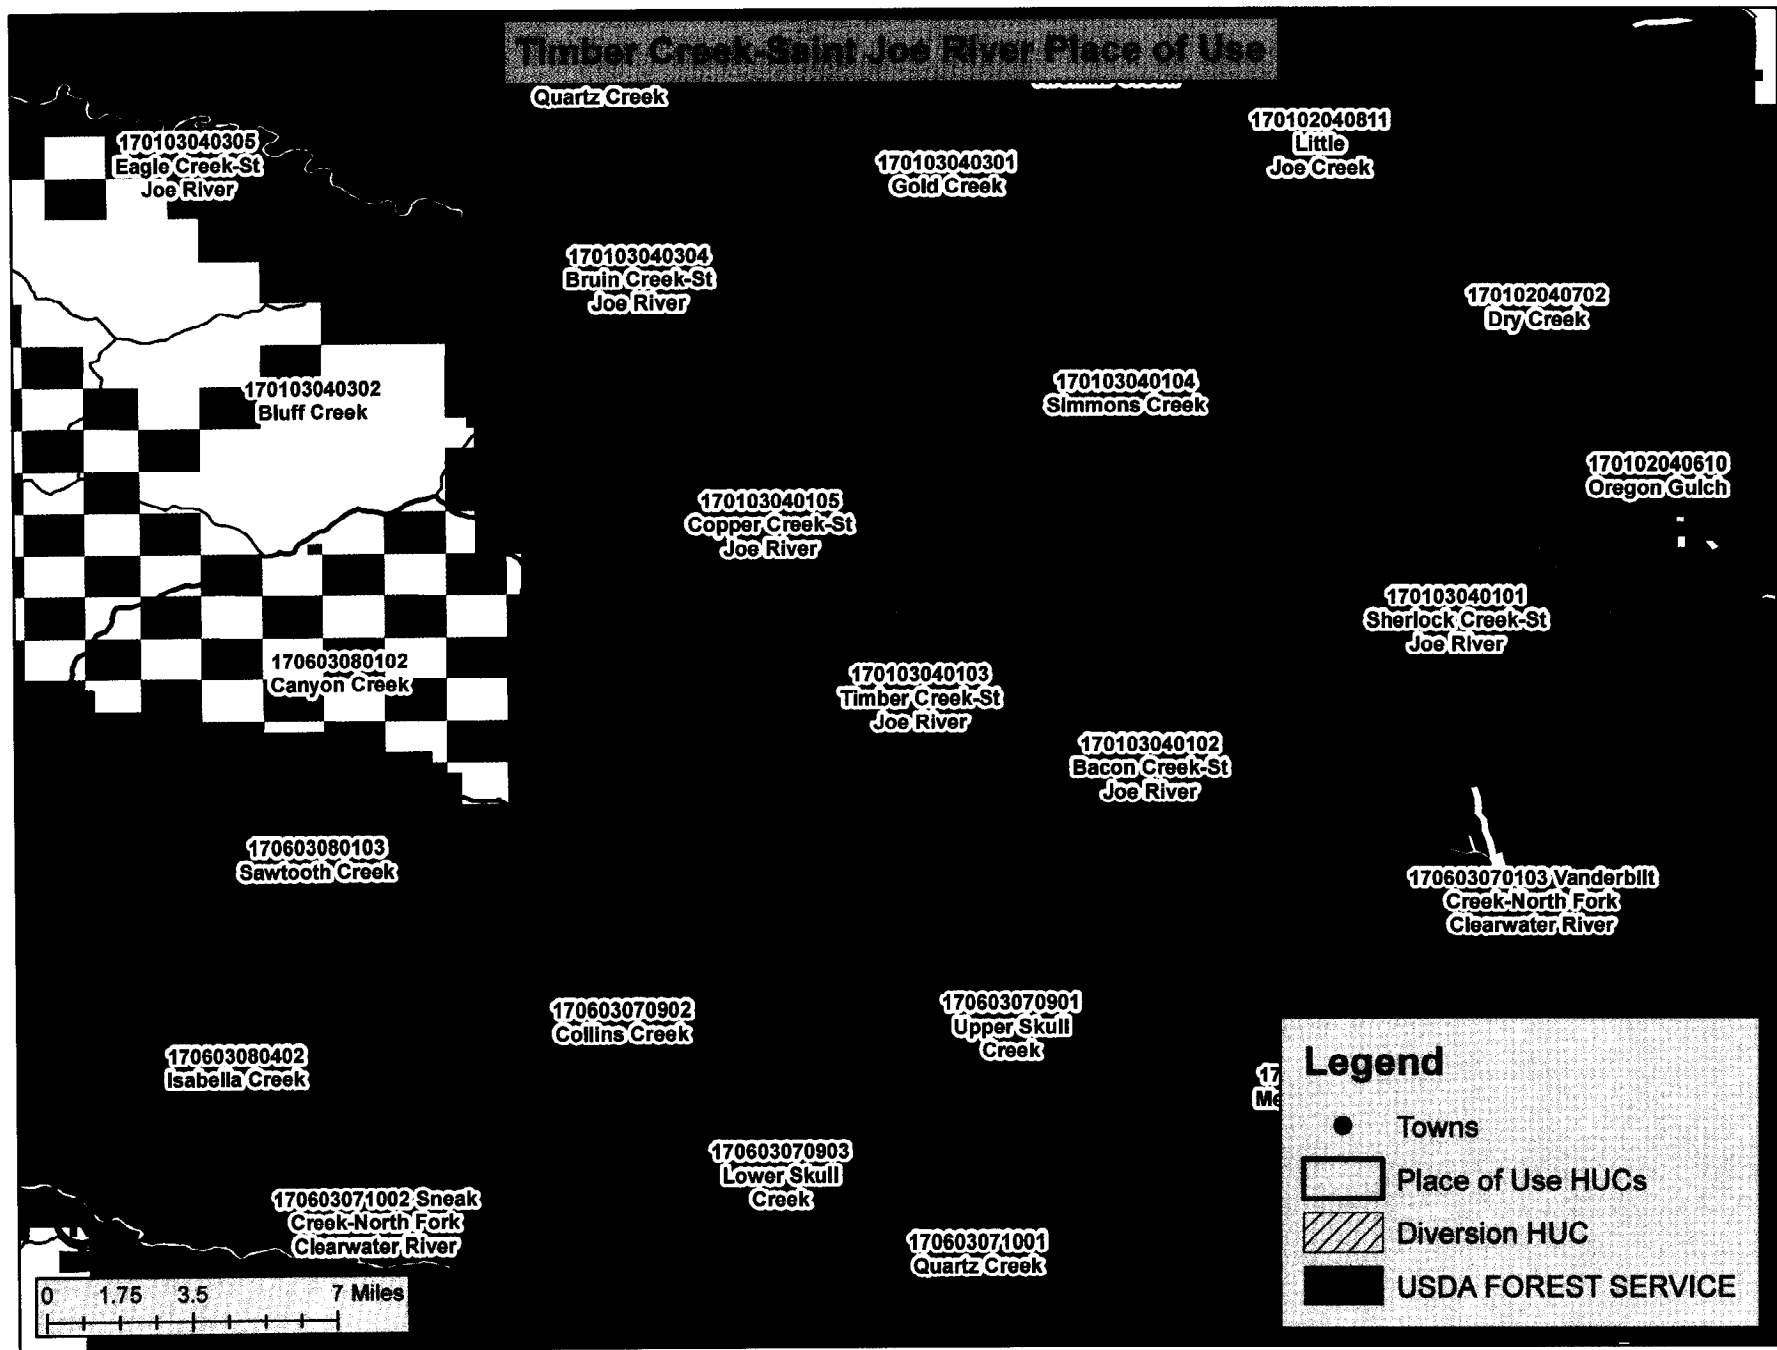 Timber Creek-Saint Joe River Place of Use
Quartz Creek
170102040811
Little
Joe Creek
170103040305
Eagle Creek-St
Joe River
170103040301
Gold Creek
170103040304
Bruin Creek-St
Joe River
170102040702
Dry Creek
170103040302
Bluff Creek
170103040104
Simmons Creek
170102040610
Oregon Gulch
170103040105
Copper Creek-St
Joe River
170103040101
Sherlock Creek-St
Joe River
170603080102
Canyon Creek
170103040103
Timber Creek-St
Joe River
170103040102
Bacon Creek-St
Joe River
170603080103
Sawtooth Creek
170603070103 Vanderbilt
Creek-North Fork
Clearwater River
170603070902
Collins Creek
170603070901
Upper Skull
Creek
170603080402
Isabella Creek
17
Me
170603070903
Lower Skull
Creek
170603071002 Sneak
Creek-North Fork
Clearwater River
170603071001
Quartz Creek
Legend
Towns
Place of Use HUCs
Diversion HUC
USDA FOREST SERVICE
0 1.75 3.5 7 Miles